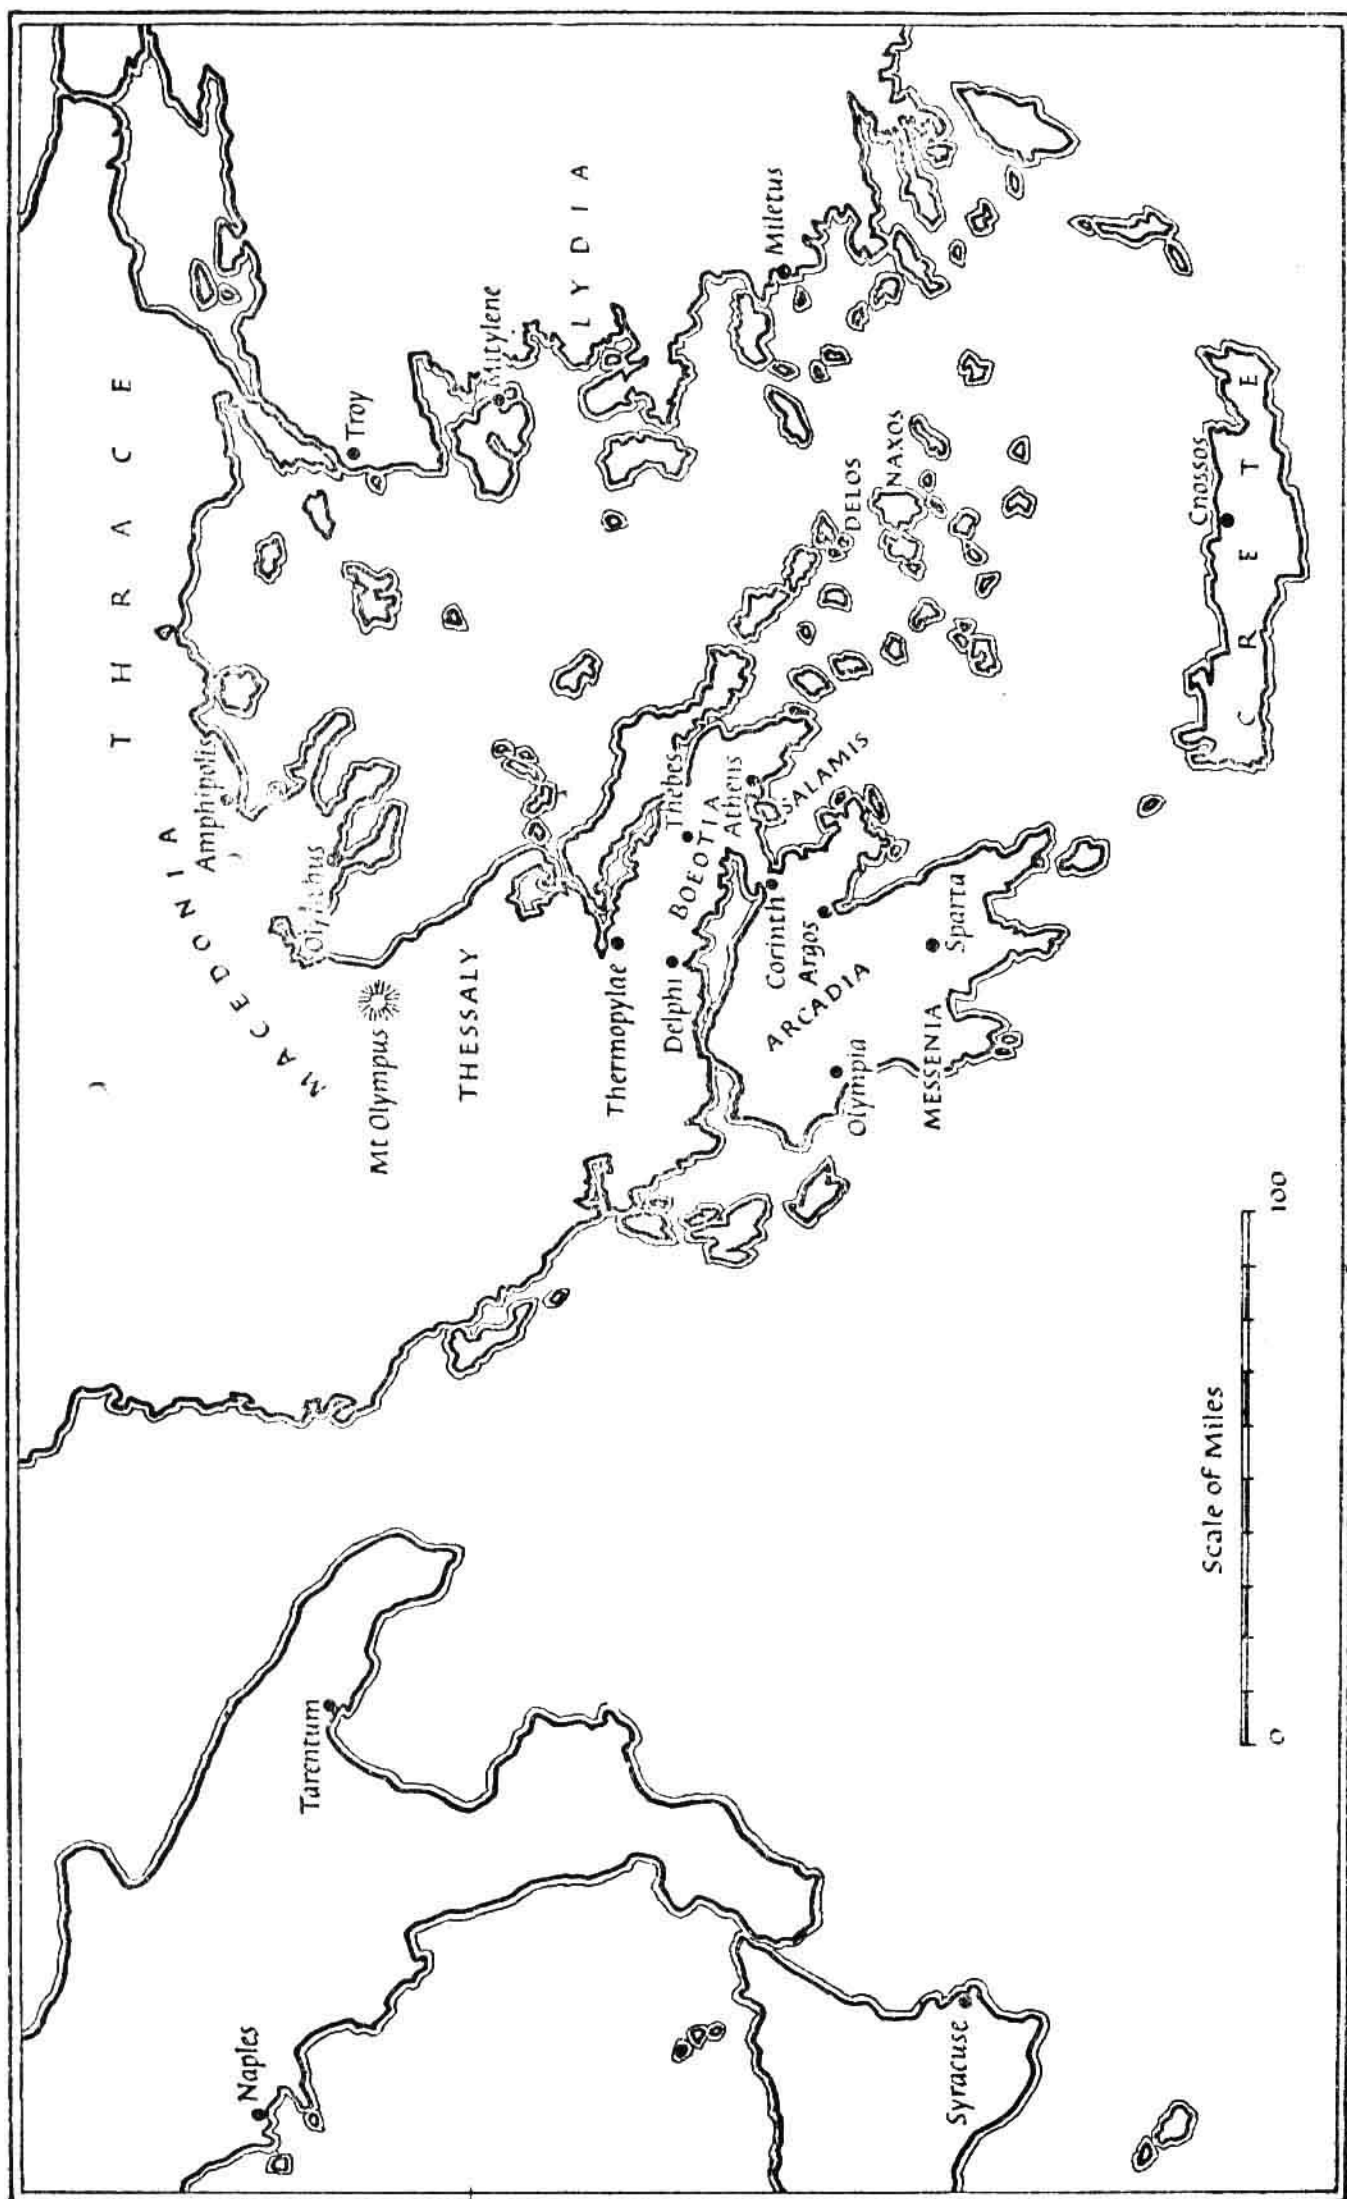 THRACE
MACEDONIA
Amphipolis
Olynthus
Mt Olympus
Troy
THESSALY
Mitylene
LYDIA
Thermopylae
Delphi
BOEOTIA
Thebes
Athens
SALAMIS
Corinth
Argos
ARCADIA
Olympia
MESSENIA
Sparta
Miletus
DELOS
NAXOS
Cnossos
CRETE
Naples
Tarentum
Syracuse
Scale of Miles
0
100